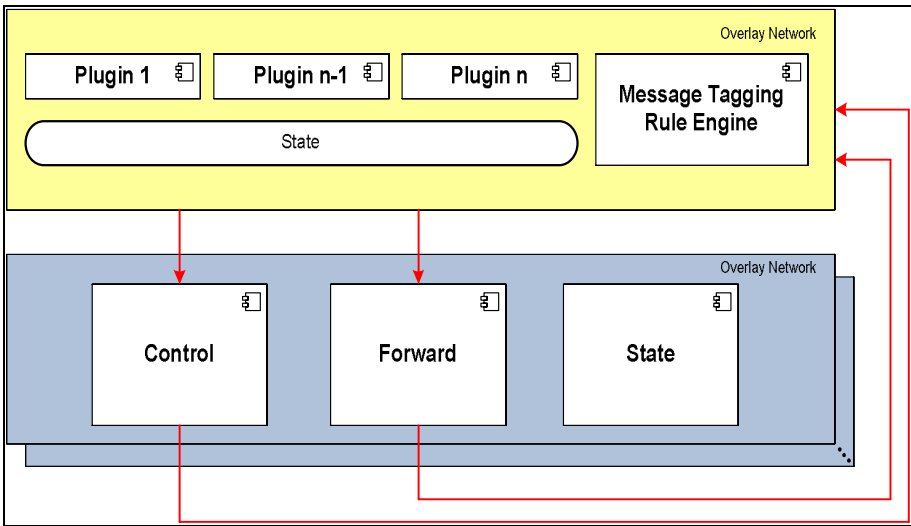 Overlay Network
Plugin 1
Plugin n-1
Plugin n
Message Tagging
Rule Engine
State
Overlay Network
Control
Forward
State